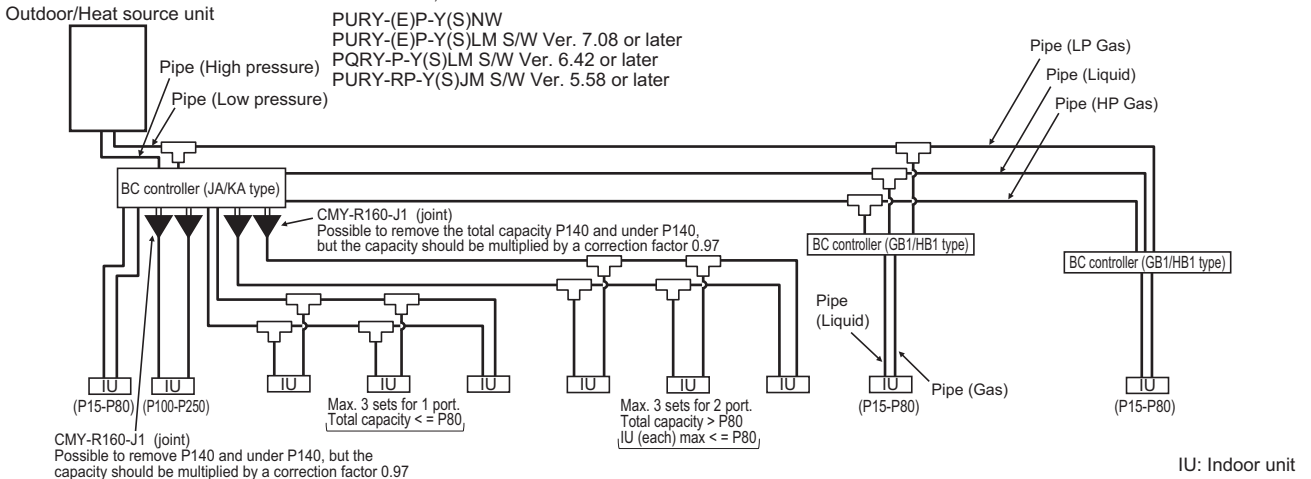 Outdoor/Heat source unit
PURY-(E)P-Y(S)NW
PURY-(E)P-Y(S)LM S/W Ver. 7.08 or later
PQRY-P-Y(S)LM S/W Ver. 6.42 or later
PURY-RP-Y(S)JM S/W Ver. 5.58 or later
Pipe (High pressure)
Pipe (Low pressure)
Pipe (LP Gas)
Pipe (Liquid)
Pipe (HP Gas)
BC controller (JA/KA type)
CMY-R160-J1 (joint)
Possible to remove the total capacity P140 and under P140,
but the capacity should be multiplied by a correction factor 0.97
BC controller (GB1/HB1 type)
BC controller (GB1/HB1 type)
Pipe
(Liquid)
Pipe (Gas)
IU
IU
IU
IU
IU
IU
IU
IU
IU
IU
(P15-P80)
(P100-P250)
Max. 3 sets for 1 port.
Total capacity < = P80
Max. 3 sets for 2 port.
Total capacity > P80
IU (each) max < = P80
(P15-P80)
(P15-P80)
CMY-R160-J1 (joint)
Possible to remove P140 and under P140, but the
capacity should be multiplied by a correction factor 0.97
IU: Indoor unit